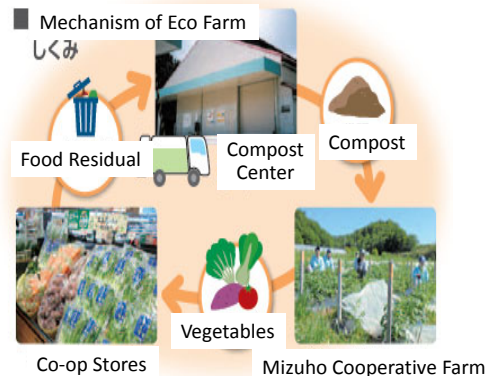 Mechanism of Eco Farm
しくみ
Food Residual
Compost
Center
Compost
Vegetables
Co-op Stores
Mizuho Cooperative Farm